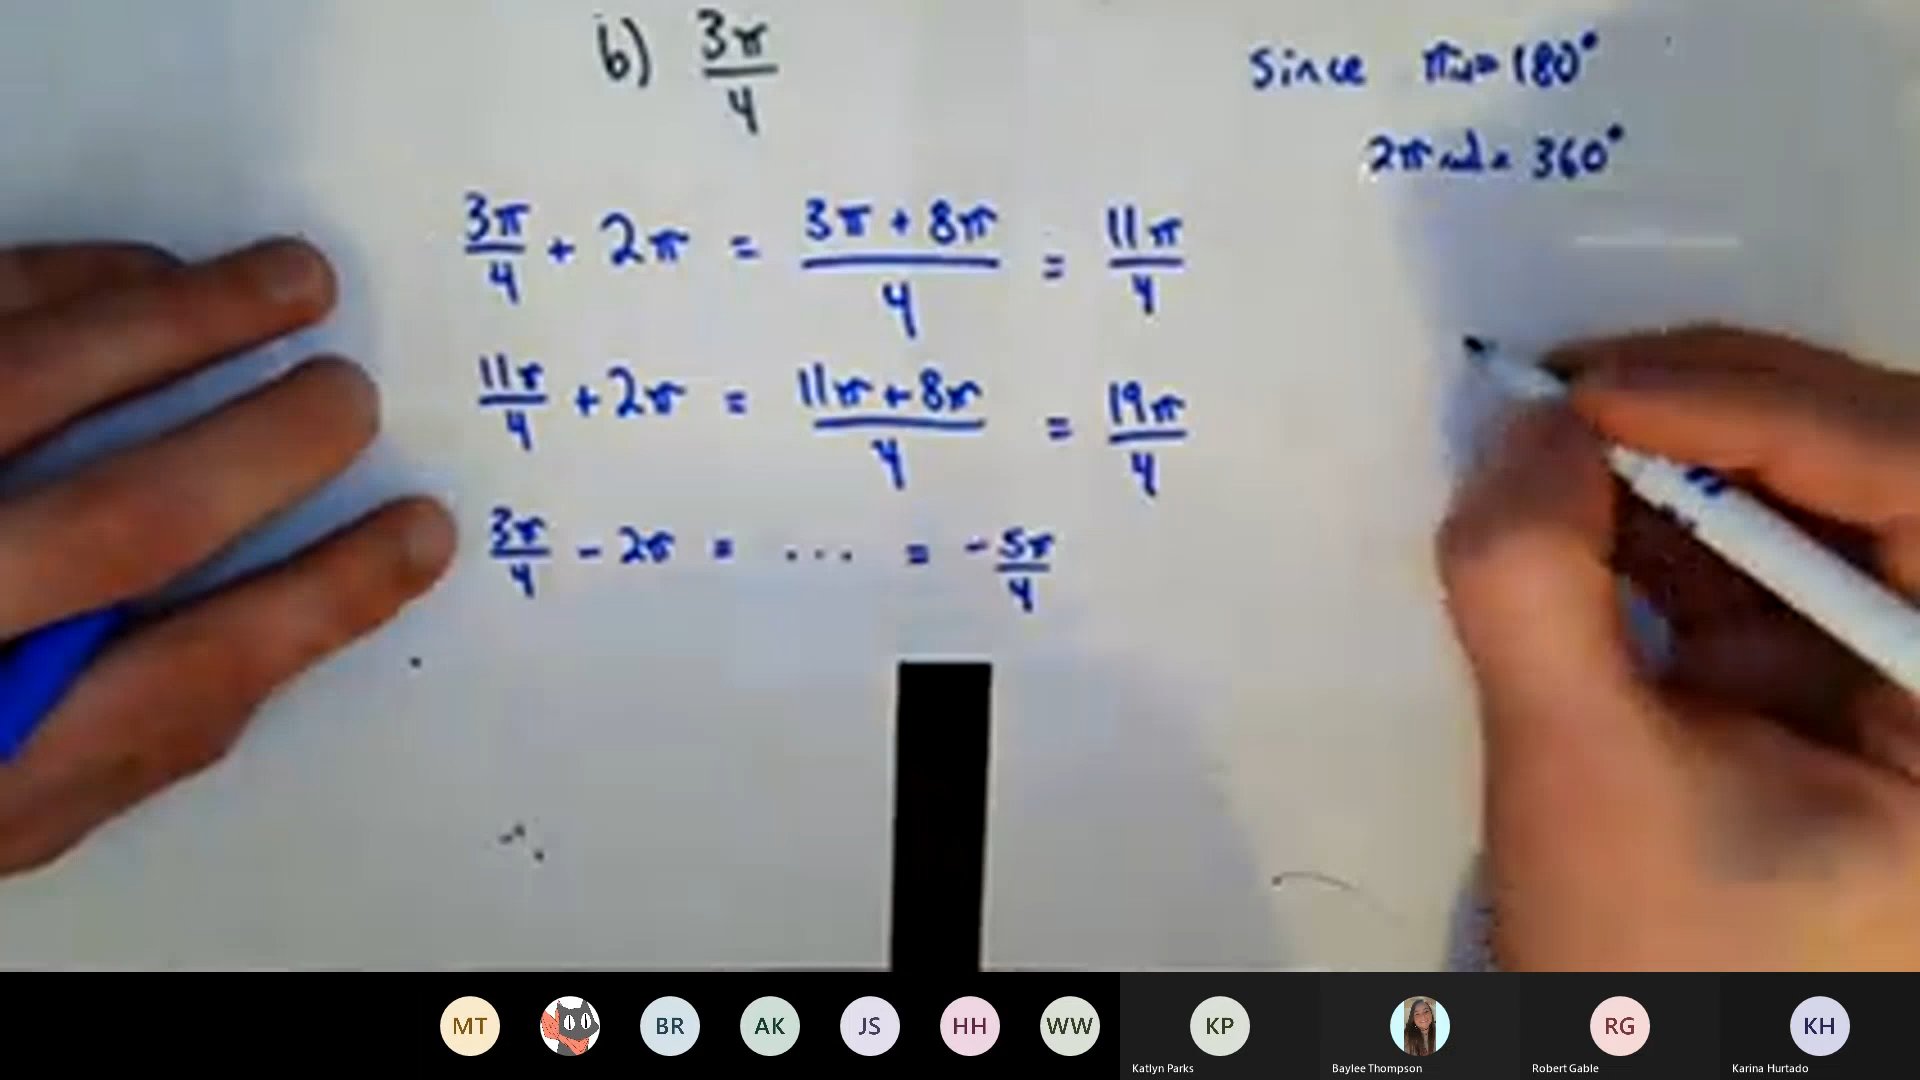 b) 3π/4
Since π rad = 180°
2π rad = 360°
3π/4 + 2π = (3π + 8π)/4 = 11π/4
11π/4 + 2π = (11π + 8π)/4 = 19π/4
3π/4 - 2π = ... = -5π/4
MT BR AK JS HH WW KP RG KH
Katlyn Parks Baylee Thompson Robert Gable Karina Hurtado